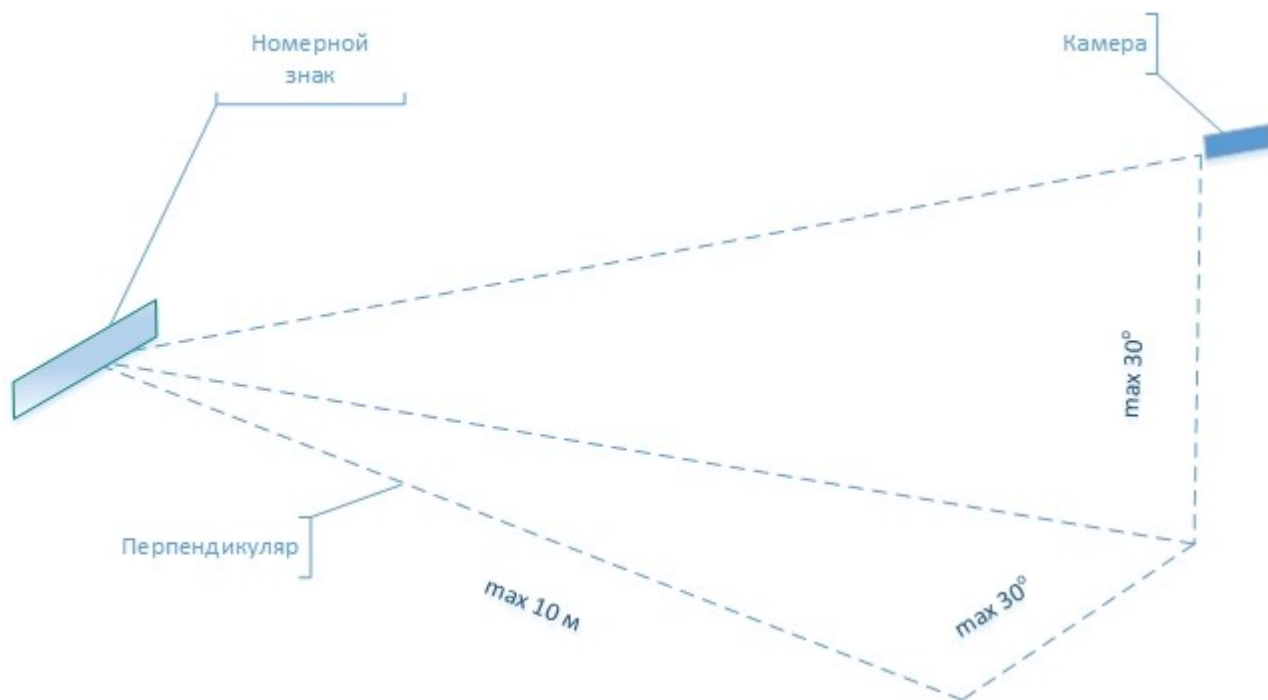 Номерной
знак
Камера
max 30°
Перпендикуляр
max 10 м
max 30°